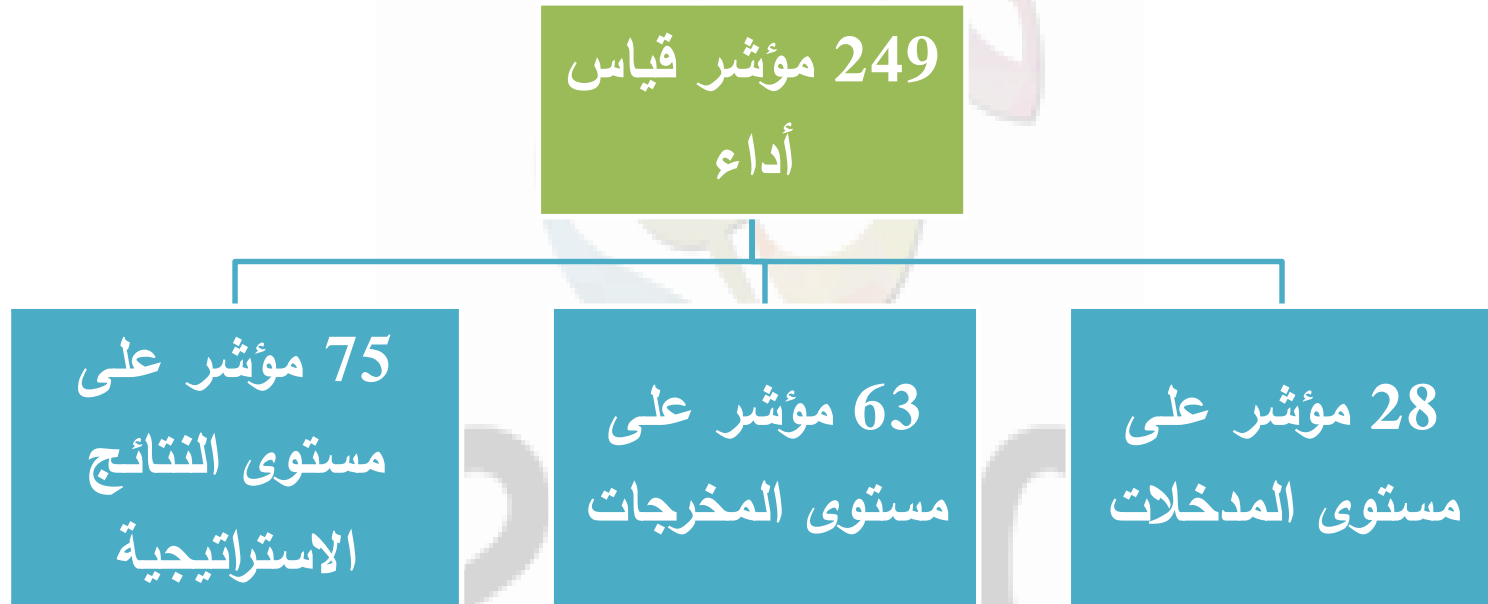 249 مؤشر قياس
أداء
28 مؤشر على
مستوى المدخلات
63 مؤشر على
مستوى المخرجات
75 مؤشر على
مستوى النتائج
الاستراتيجية